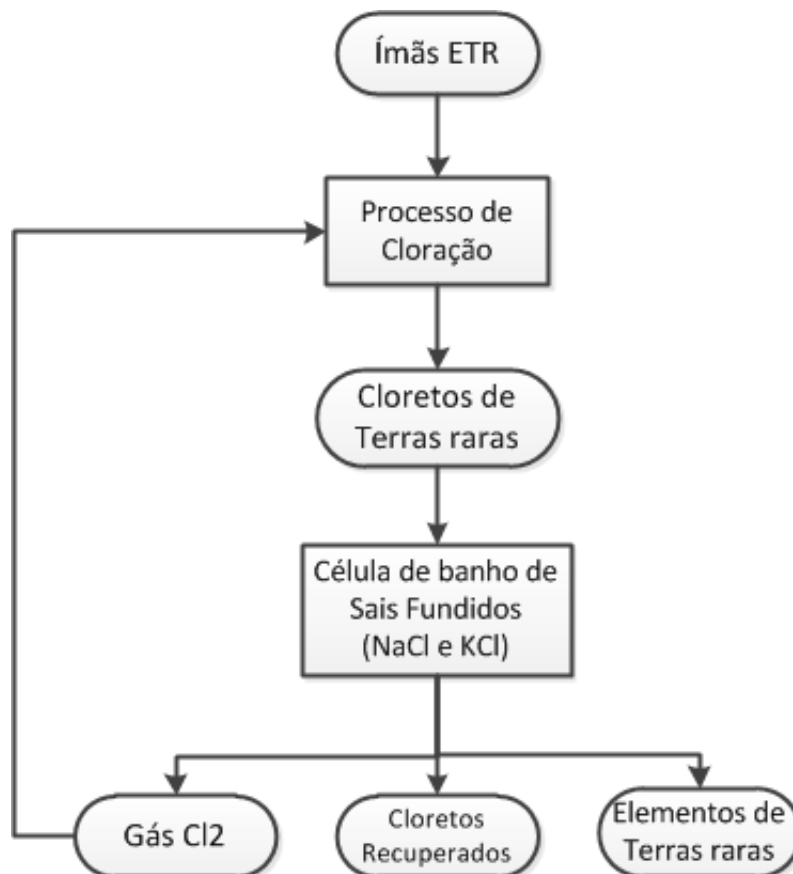 Ímãs ETR
Processo de
Cloração
Cloretos de
Terras raras
Célula de banho de
Sais Fundidos
(NaCl e KCl)
Gás Cl2
Cloretos
Recuperados
Elementos de
Terras raras